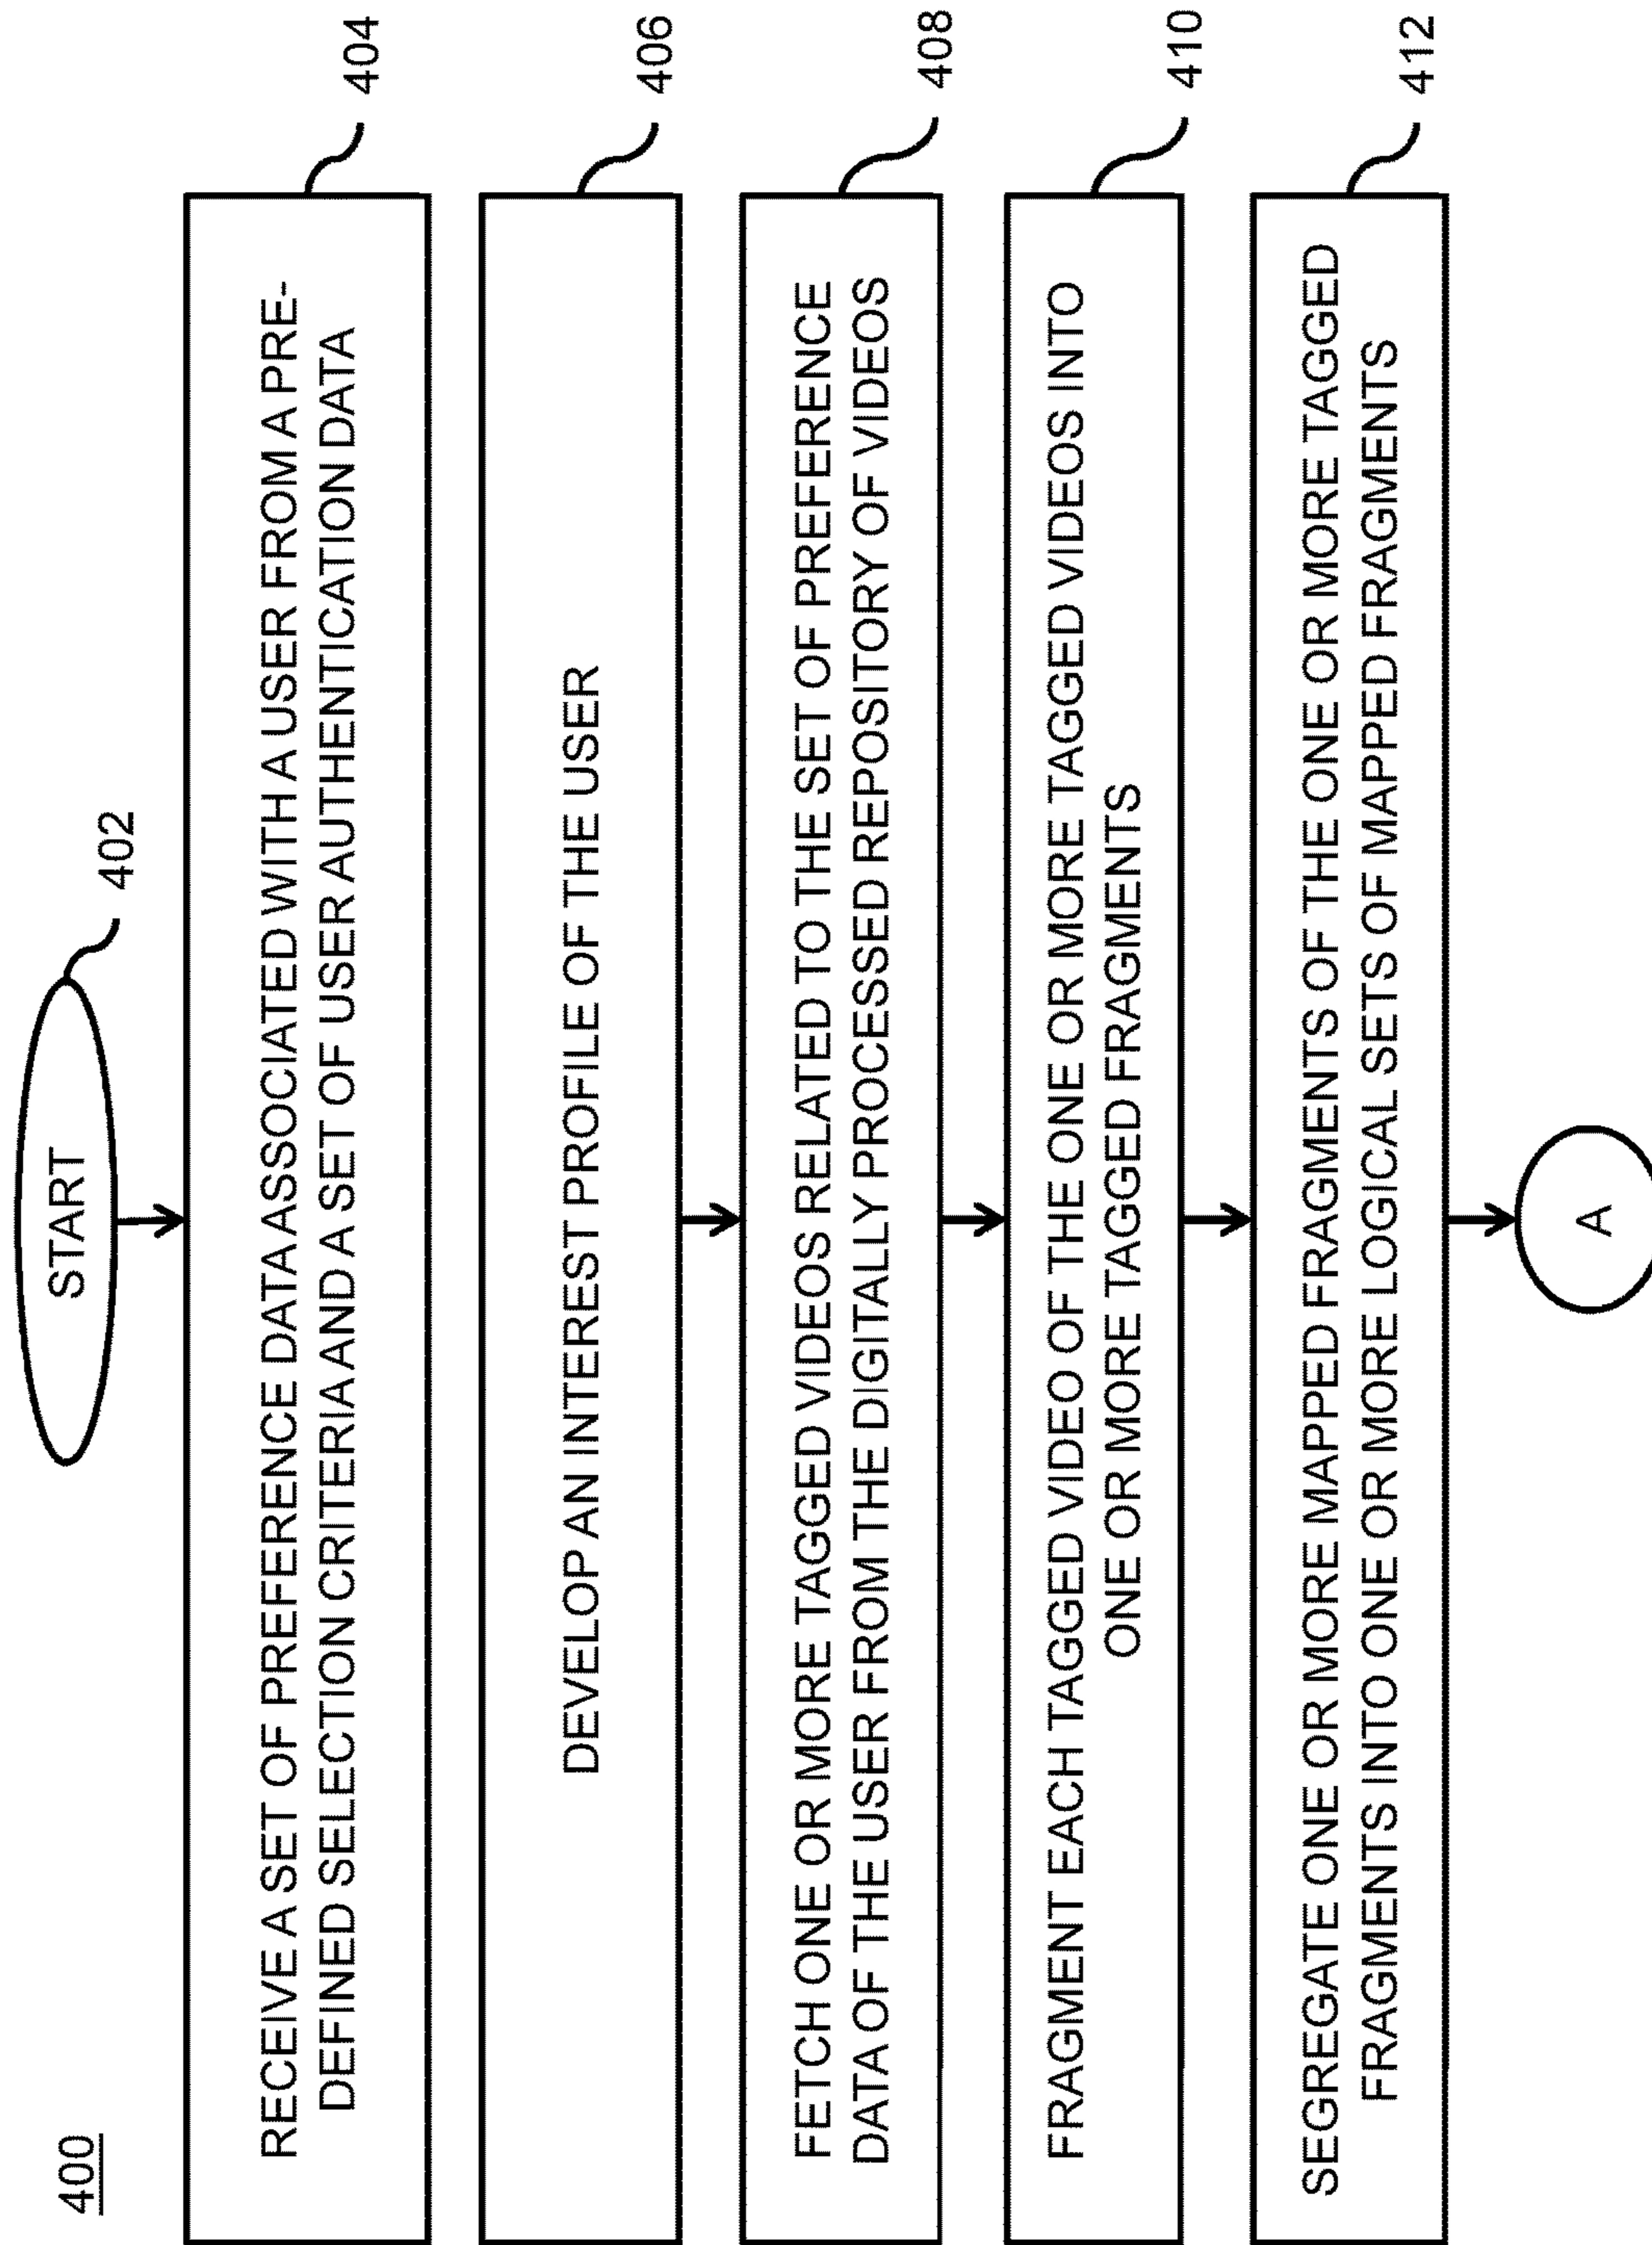 400
START
402
RECEIVE A SET OF PREFERENCE DATA ASSOCIATED WITH A USER FROM A PRE-
DEFINED SELECTION CRITERIA AND A SET OF USER AUTHENTICATION DATA
404
DEVELOP AN INTEREST PROFILE OF THE USER
406
FETCH ONE OR MORE TAGGED VIDEOS RELATED TO THE SET OF PREFERENCE
DATA OF THE USER FROM THE DIGITALLY PROCESSED REPOSITORY OF VIDEOS
408
FRAGMENT EACH TAGGED VIDEO OF THE ONE OR MORE TAGGED VIDEOS INTO
ONE OR MORE TAGGED FRAGMENTS
410
SEGREGATE ONE OR MORE MAPPED FRAGMENTS OF THE ONE OR MORE TAGGED
FRAGMENTS INTO ONE OR MORE LOGICAL SETS OF MAPPED FRAGMENTS
412
A